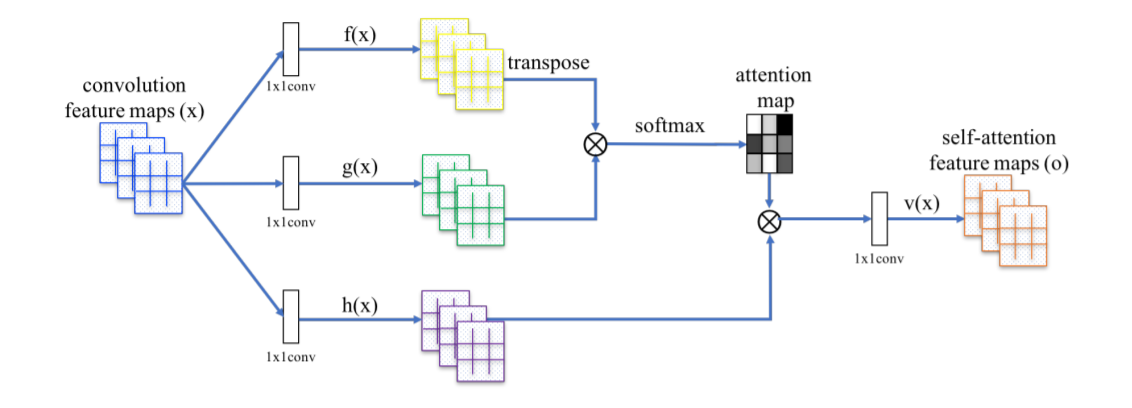 convolution
feature maps (x)
f(x)
1x1conv
transpose
g(x)
1x1conv
h(x)
1x1conv
softmax
attention
map
v(x)
1x1conv
self-attention
feature maps (o)